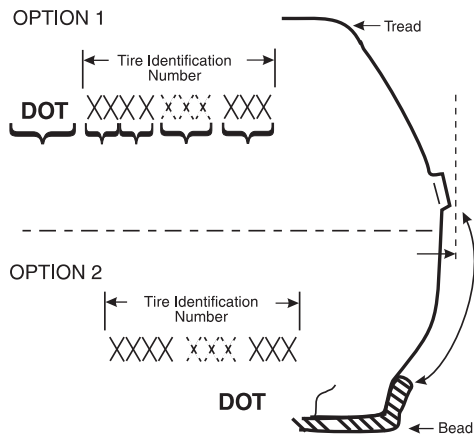 OPTION 1
Tread
Tire Identification
Number
DOT XXXX XXX XXX
OPTION 2
Tire Identification
Number
XXXX XXX XXX
DOT
Bead